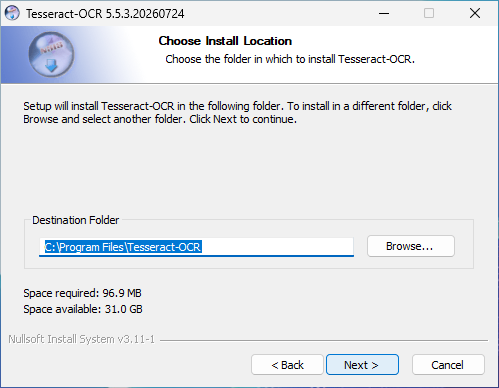 Tesseract-OCR 5.5.3.20260724
Choose Install Location
Choose the folder in which to install Tesseract-OCR.
Setup will install Tesseract-OCR in the following folder. To install in a different folder, click
Browse and select another folder. Click Next to continue.
Destination Folder
C:\Program Files\Tesseract-OCR
Browse...
Space required: 96.9 MB
Space available: 31.0 GB
Nullsoft Install System v3.11-1
< Back
Next >
Cancel